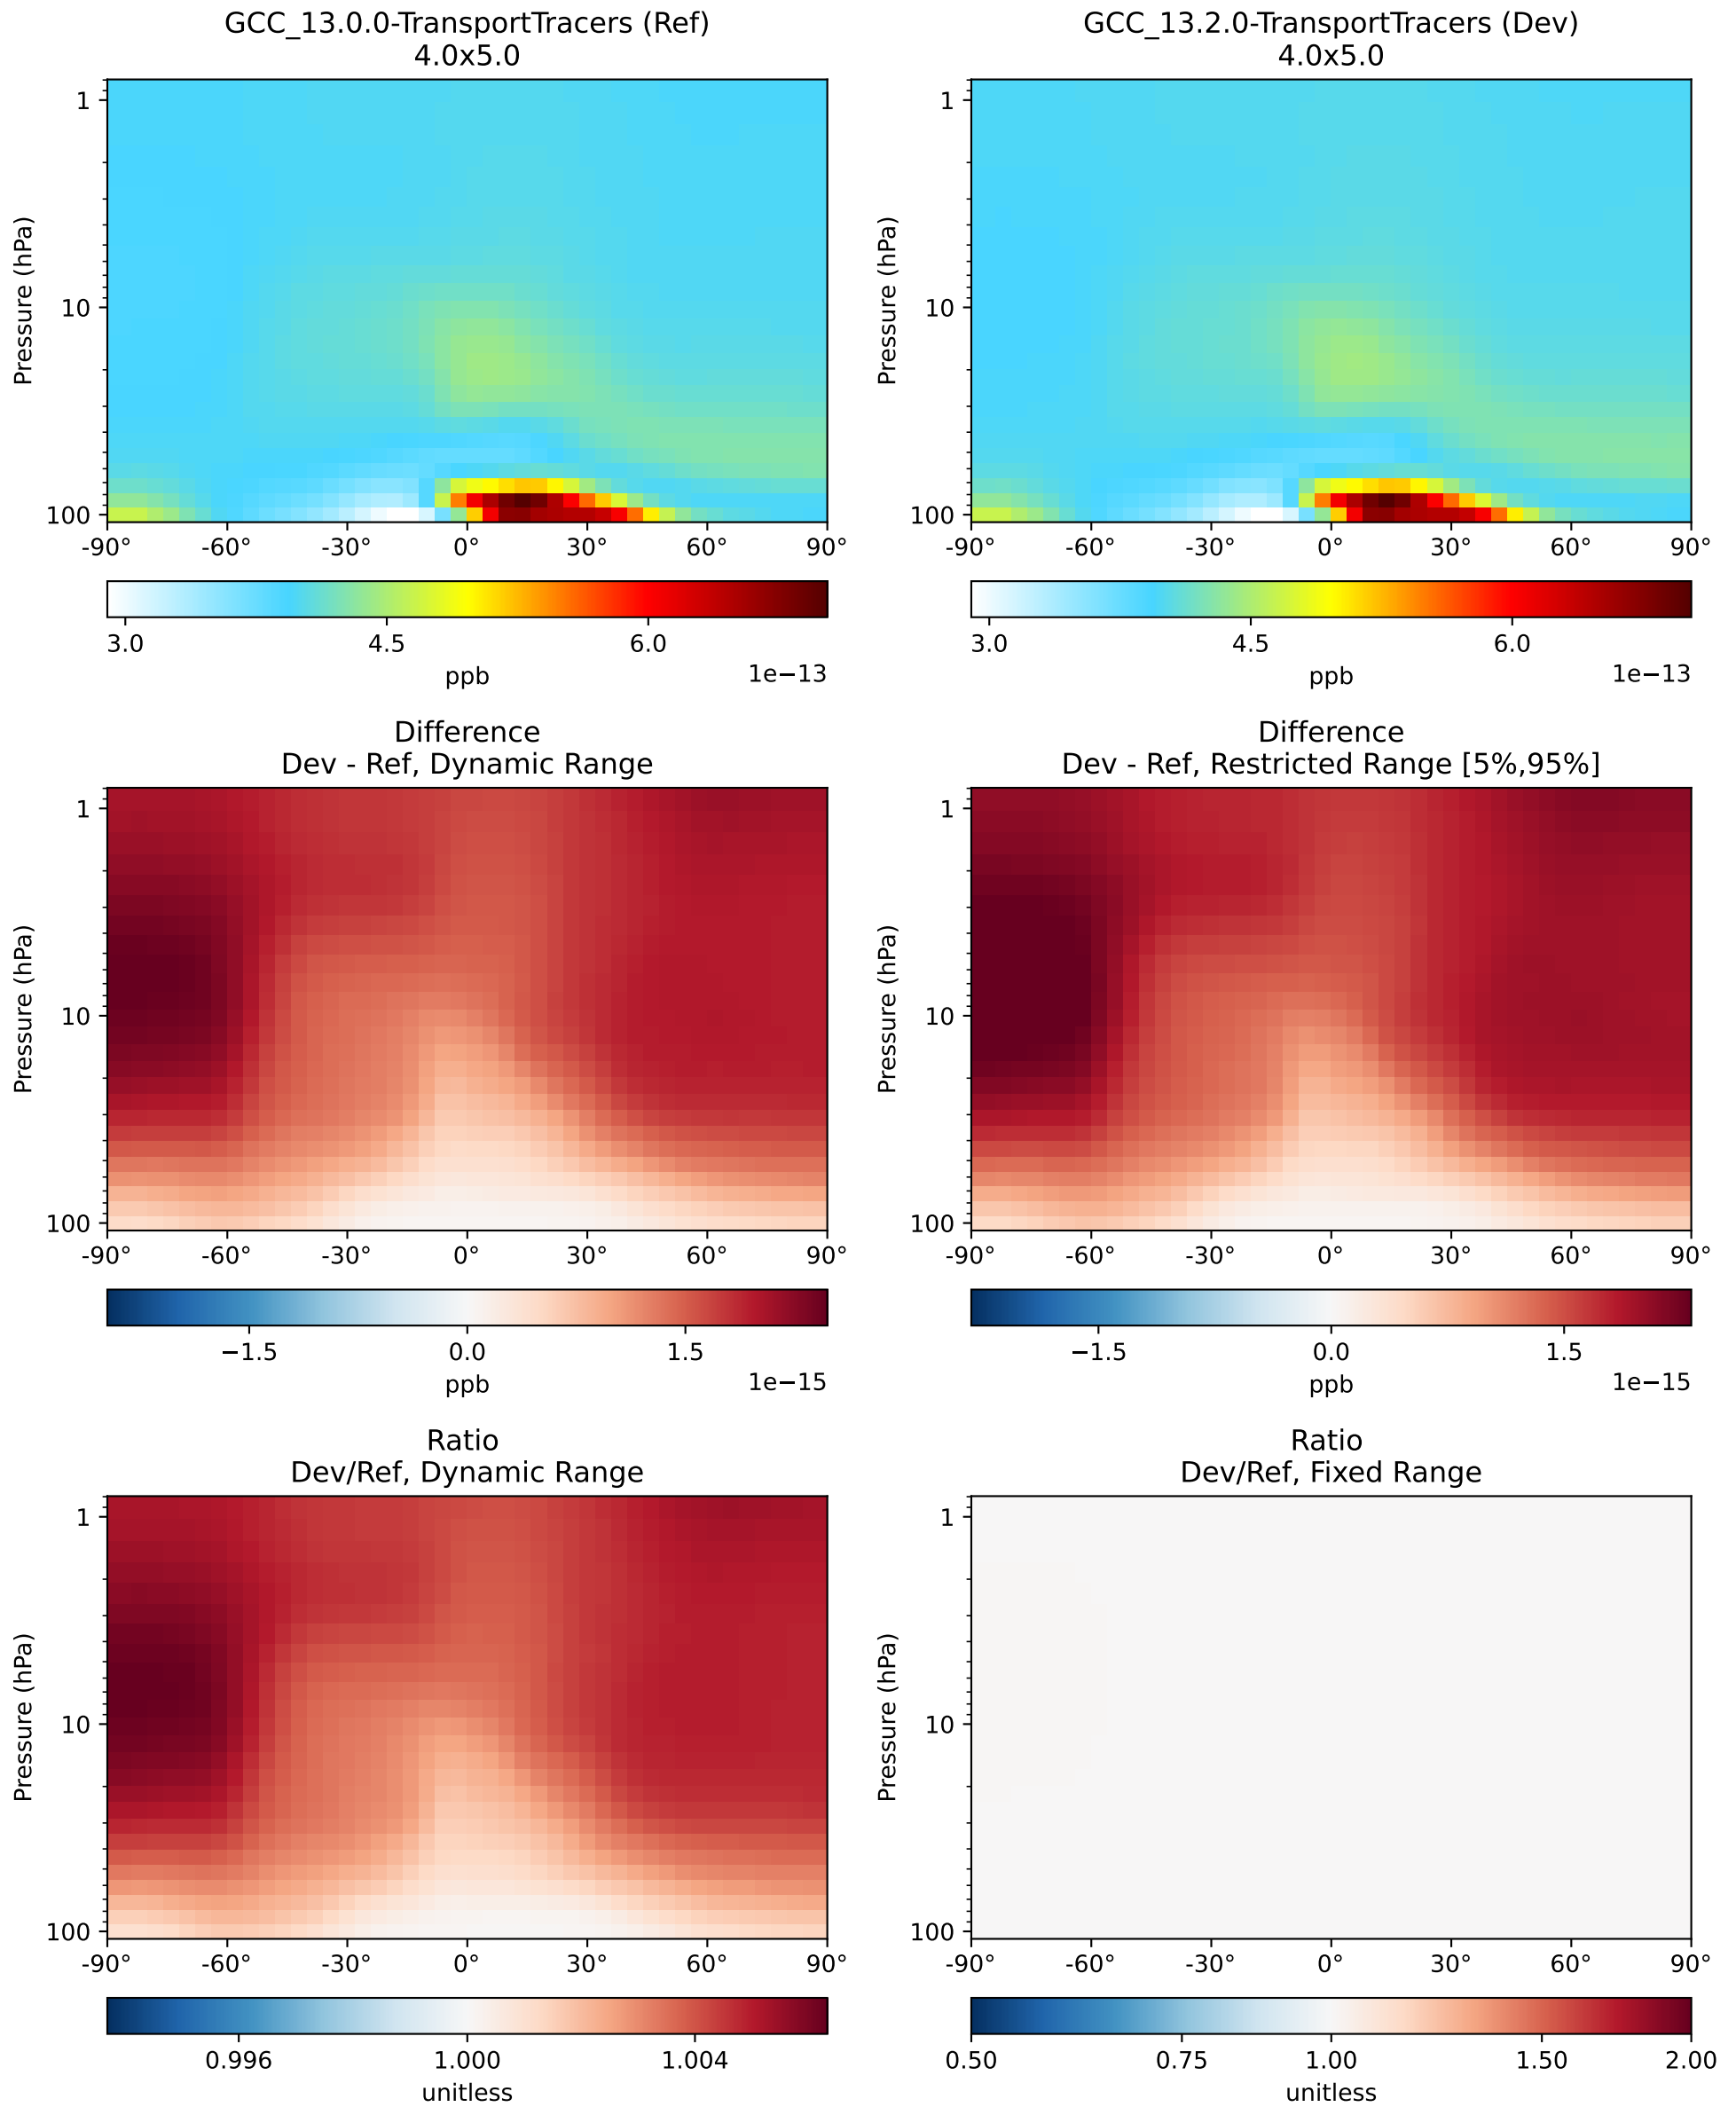 GCC_13.0.0-TransportTracers (Ref)
4.0x5.0
Pressure (hPa)
1
10
100
-90° -60° -30° 0° 30° 60° 90°
3.0 4.5 6.0
ppb 1e−13
GCC_13.2.0-TransportTracers (Dev)
4.0x5.0
Pressure (hPa)
1
10
100
-90° -60° -30° 0° 30° 60° 90°
3.0 4.5 6.0
ppb 1e−13
Difference
Dev - Ref, Dynamic Range
Pressure (hPa)
1
10
100
-90° -60° -30° 0° 30° 60° 90°
−1.5 0.0 1.5
ppb 1e−15
Difference
Dev - Ref, Restricted Range [5%,95%]
Pressure (hPa)
1
10
100
-90° -60° -30° 0° 30° 60° 90°
−1.5 0.0 1.5
ppb 1e−15
Ratio
Dev/Ref, Dynamic Range
Pressure (hPa)
1
10
100
-90° -60° -30° 0° 30° 60° 90°
0.996 1.000 1.004
unitless
Ratio
Dev/Ref, Fixed Range
Pressure (hPa)
1
10
100
-90° -60° -30° 0° 30° 60° 90°
0.50 0.75 1.00 1.50 2.00
unitless